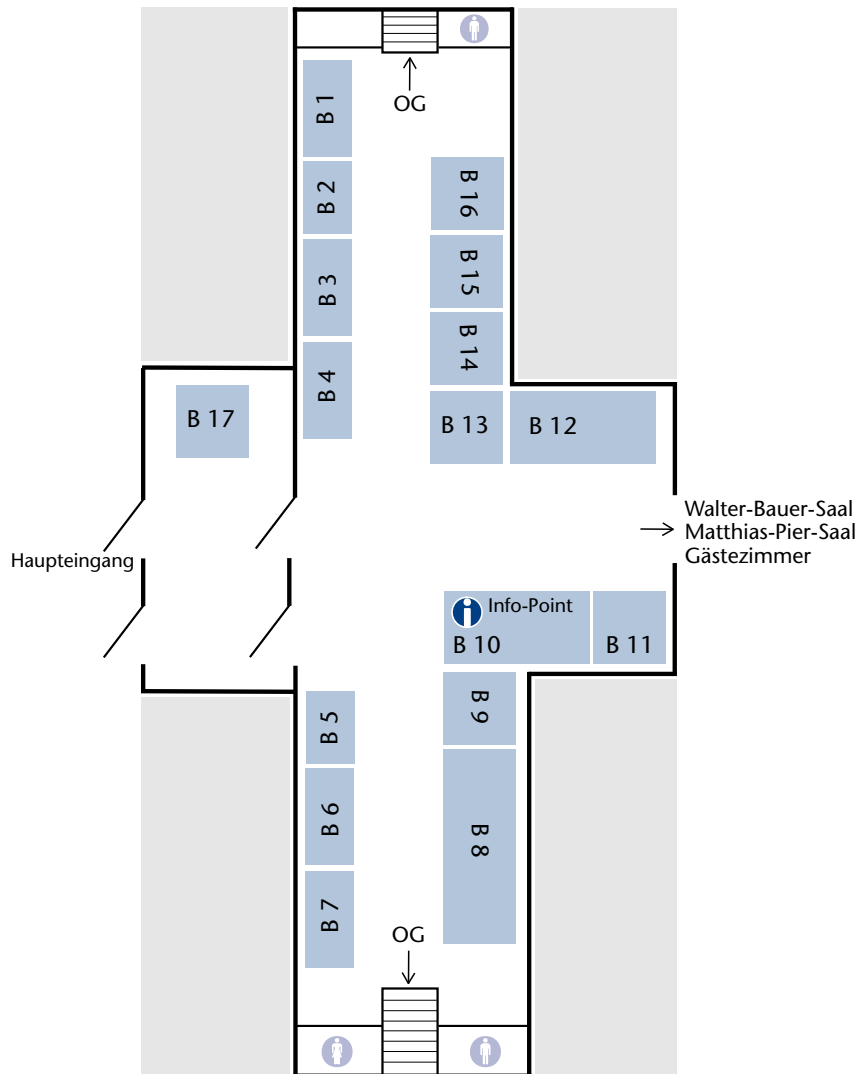 OG
B 1
B 2
B 16
B 3
B 15
B 14
B 4
B 17
B 13
B 12
Walter-Bauer-Saal
Matthias-Pier-Saal
Gästezimmer
Haupteingang
Info-Point
B 10
B 11
B 5
B 9
B 6
B 8
B 7
OG